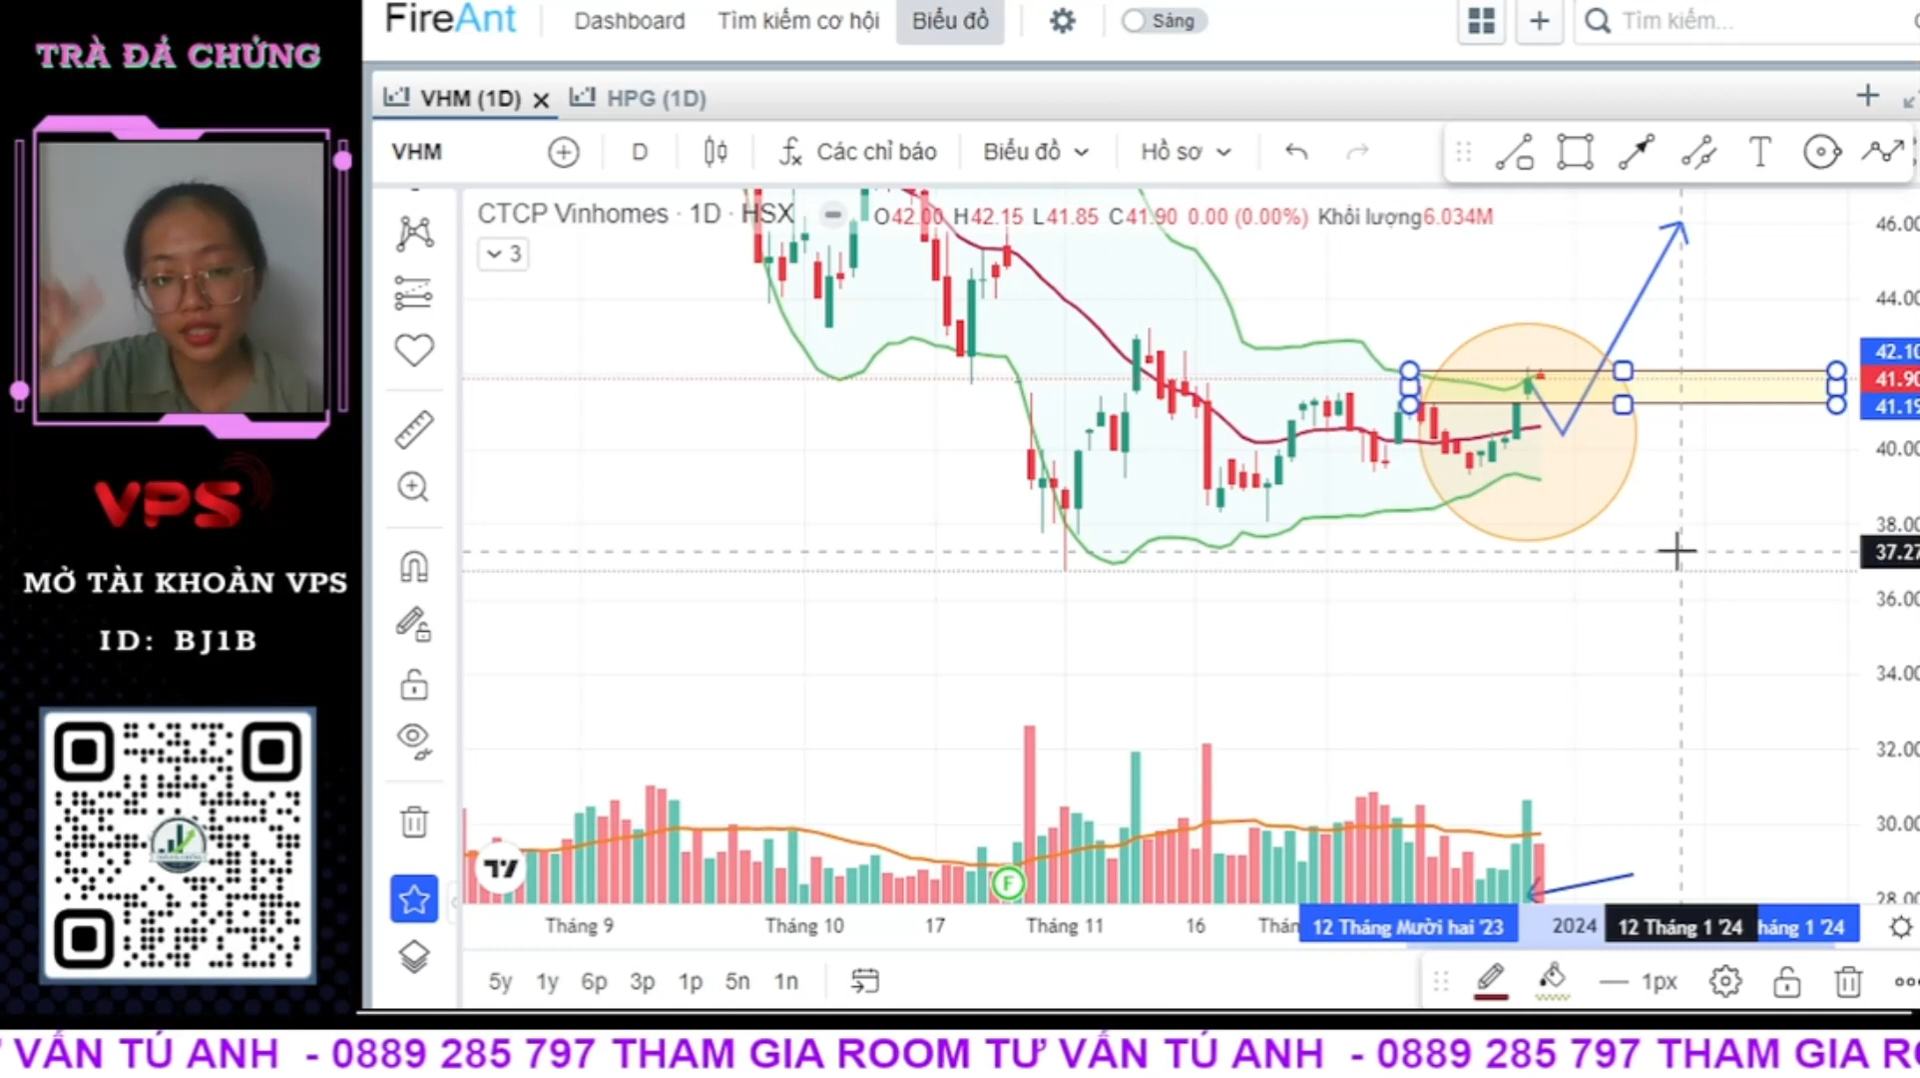 TRÀ ĐÁ CHỨNG
VPS
MỞ TÀI KHOẢN VPS
ID: BJ1B
FireAnt
Dashboard
Tìm kiếm cơ hội
Biểu đồ
Sáng
Tìm kiếm...
VHM (1D)
HPG (1D)
VHM
D
Các chỉ báo
Biểu đồ
Hồ sơ
CTCP Vinhomes · 1D · HSX
O42.00 H42.15 L41.85 C41.90 0.00 (0.00%) Khối lượng6.034M
3
46.00
44.00
42.10
41.90
41.19
40.00
38.00
37.27
36.00
34.00
32.00
30.00
28.00
F
Tháng 9
Tháng 10
17
Tháng 11
16
Thán
12 Tháng Mười hai '23
2024
12 Tháng 1 '24
háng 1 '24
5y 1y 6p 3p 1p 5n 1n
1px
VẤN TÚ ANH - 0889 285 797 THAM GIA ROOM TƯ VẤN TÚ ANH - 0889 285 797 THAM GIA RO